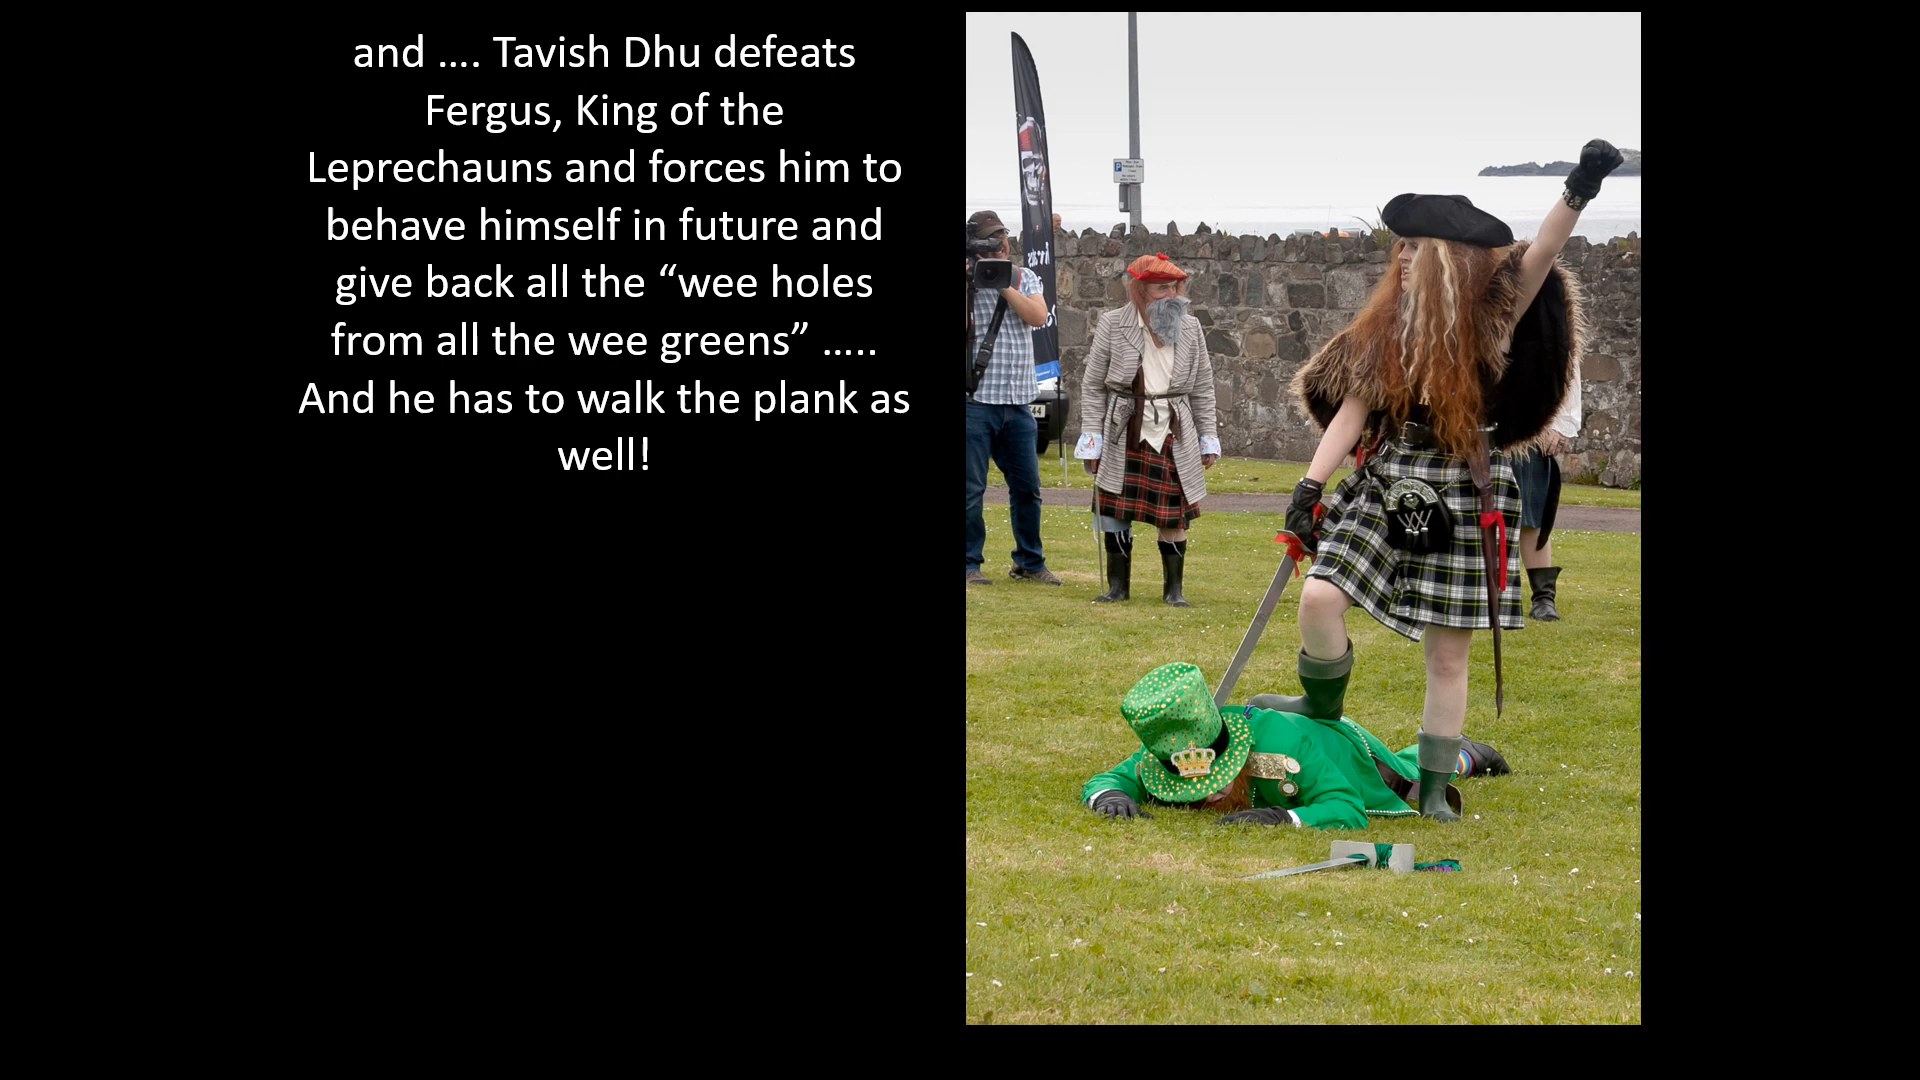 and …. Tavish Dhu defeats
Fergus, King of the
Leprechauns and forces him to
behave himself in future and
give back all the “wee holes
from all the wee greens” …..
And he has to walk the plank as
well!